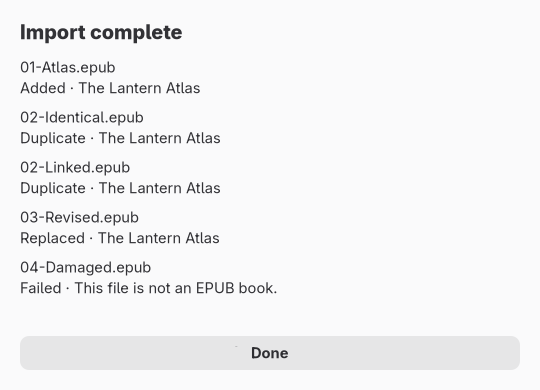 Import complete
01-Atlas.epub
Added · The Lantern Atlas
02-Identical.epub
Duplicate · The Lantern Atlas
02-Linked.epub
Duplicate · The Lantern Atlas
03-Revised.epub
Replaced · The Lantern Atlas
04-Damaged.epub
Failed · This file is not an EPUB book.
Done